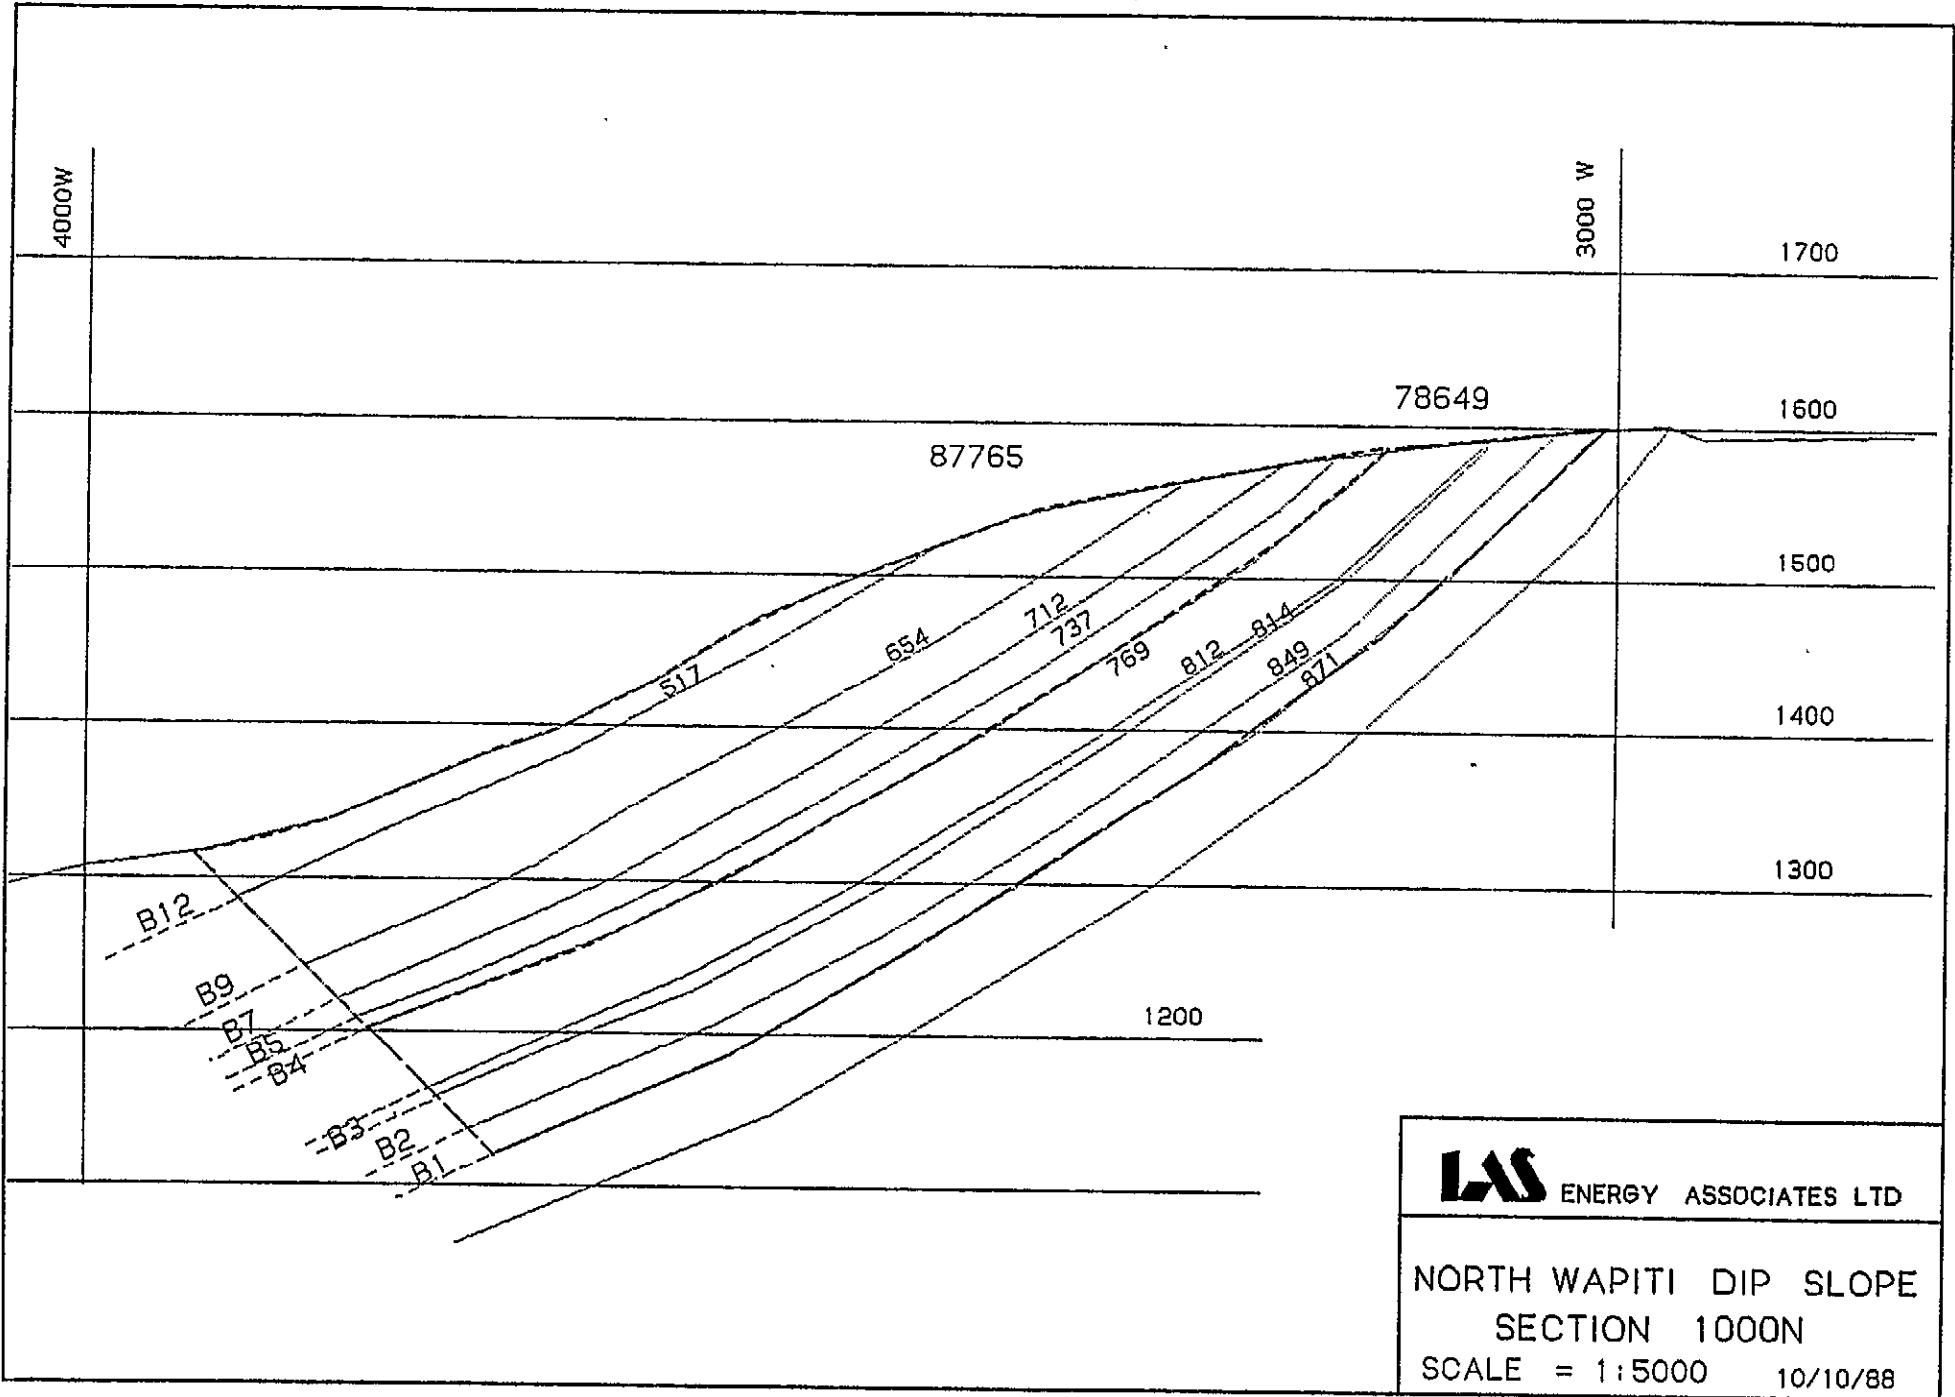 4000W
3000 W
1700
78649
1600
87765
1500
712
737
814
654
769
812
849
871
517
1400
1300
B12
B9
B7
B5
B4
1200
B3
B2
B1
LAS ENERGY ASSOCIATES LTD
NORTH WAPITI DIP SLOPE
SECTION 1000N
SCALE = 1:5000 10/10/88